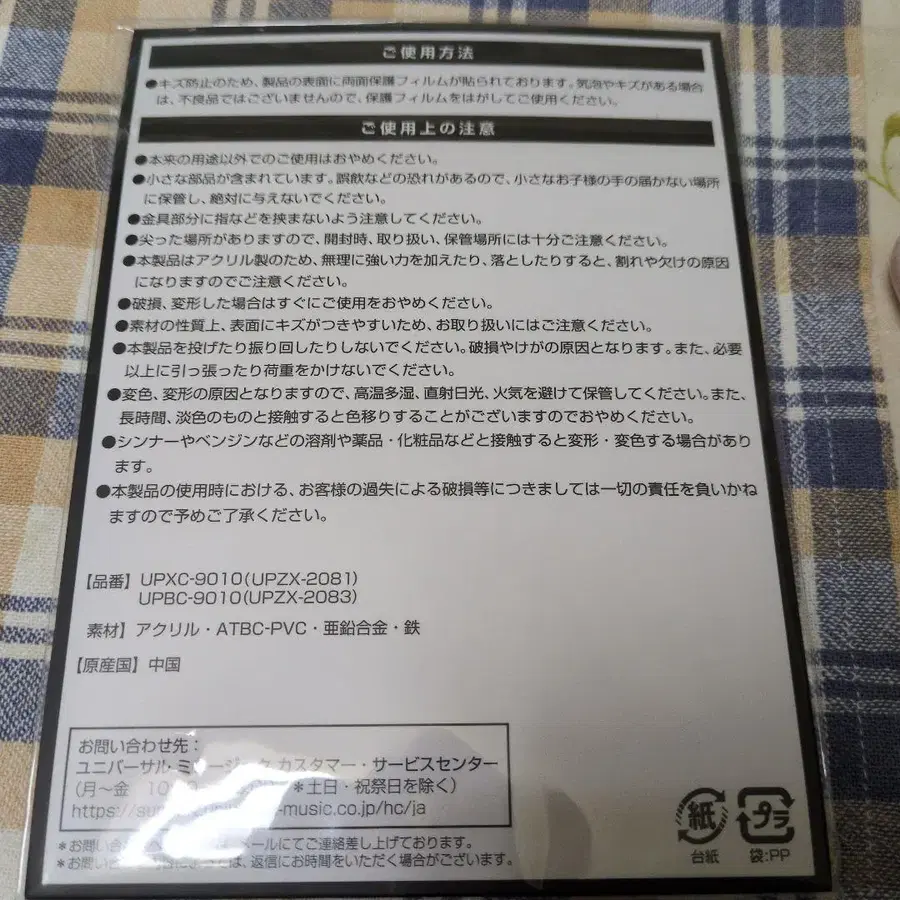 ご使用方法
●キズ防止のため、製品の表面に両面保護フィルムが貼られております。気泡やキズがある場合
は、不良品ではございませんので、保護フィルムをはがしてご使用ください。
ご使用上の注意
●本来の用途以外でのご使用はおやめください。
●小さな部品が含まれています。誤飲などの恐れがあるので、小さなお子様の手の届かない場所
に保管し、絶対に与えないでください。
●金具部分に指などを挟まないよう注意してください。
●尖った場所がありますので、開封時、取り扱い、保管場所には十分ご注意ください。
●本製品はアクリル製のため、無理に強い力を加えたり、落としたりすると、割れや欠けの原因
になりますのでご注意ください。
●破損、変形した場合はすぐにご使用をおやめください。
●素材の性質上、表面にキズがつきやすいため、お取り扱いにはご注意ください。
●本製品を投げたり振り回したりしないでください。破損やけがの原因となります。また、必要
以上に引っ張ったり荷重をかけないでください。
●変色、変形の原因となりますので、高温多湿、直射日光、火気を避けて保管してください。また、
長時間、淡色のものと接触すると色移りすることがございますのでおやめください。
●シンナーやベンジンなどの溶剤や薬品・化粧品などと接触すると変形・変色する場合があり
ます。
●本製品の使用時における、お客様の過失による破損等につきましては一切の責任を負いかね
ますので予めご了承ください。
【品番】UPXC-9010(UPZX-2081)
UPBC-9010(UPZX-2083)
素材】アクリル・ATBC-PVC・亜鉛合金・鉄
【原産国】中国
お問い合わせ先:
ユニバーサル ミュージック カスタマー・サービスセンター
(月〜金 10 *土日・祝祭日を除く)
https://su -music.co.jp/hc/ja
*お問い合わ メールにてご連絡差し上げております。
*お問い合 は、返信にお時間をいただく場合がございます。
紙
台紙
プラ
袋:PP